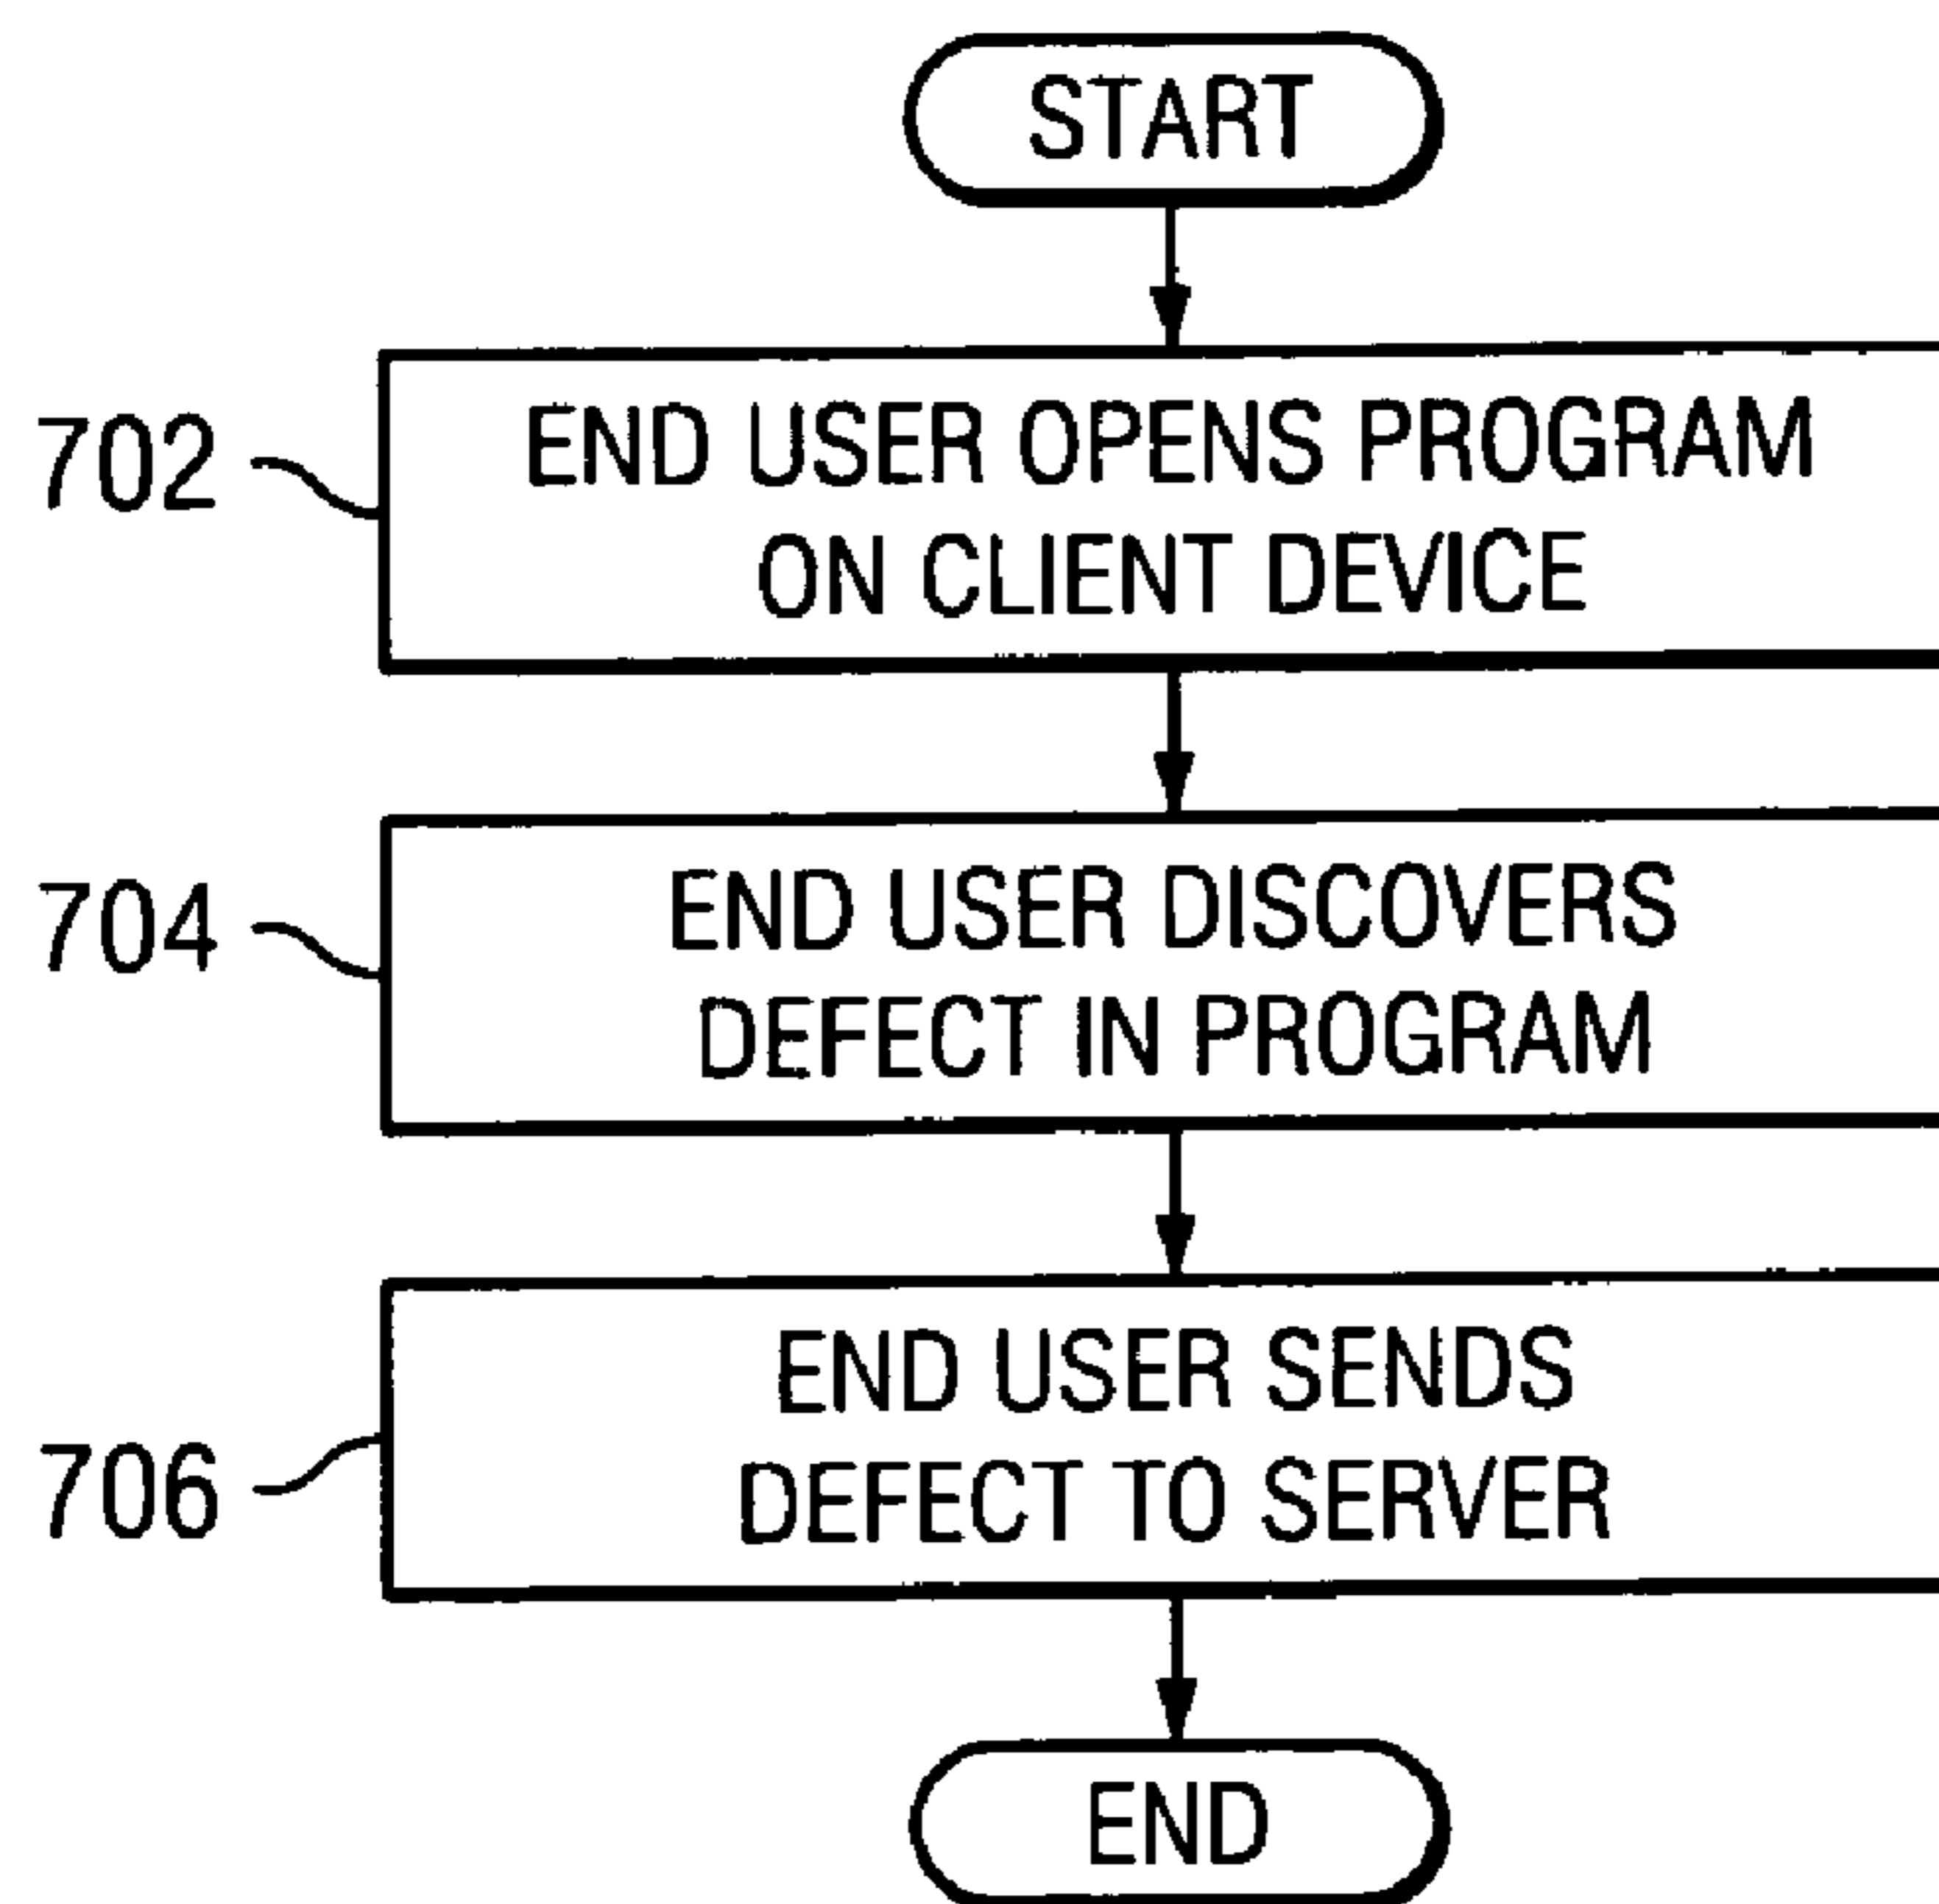 START
702
END USER OPENS PROGRAM
ON CLIENT DEVICE
704
END USER DISCOVERS
DEFECT IN PROGRAM
706
END USER SENDS
DEFECT TO SERVER
END